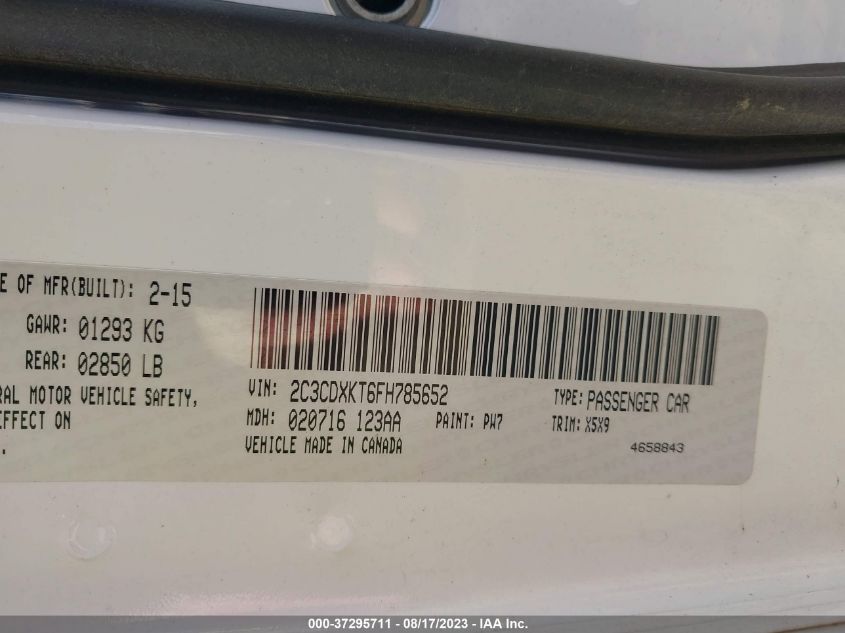 E OF MFR(BUILT): 2-15
GAWR: 01293 KG
REAR: 02850 LB
RAL MOTOR VEHICLE SAFETY,
EFFECT ON
.
VIN: 2C3CDXKT6FH785652
TYPE: PASSENGER CAR
MDH: 020716 123AA PAINT: PW7 TRIM: X5X9
VEHICLE MADE IN CANADA
4658843
000-37295711 - 08/17/2023 - IAA Inc.